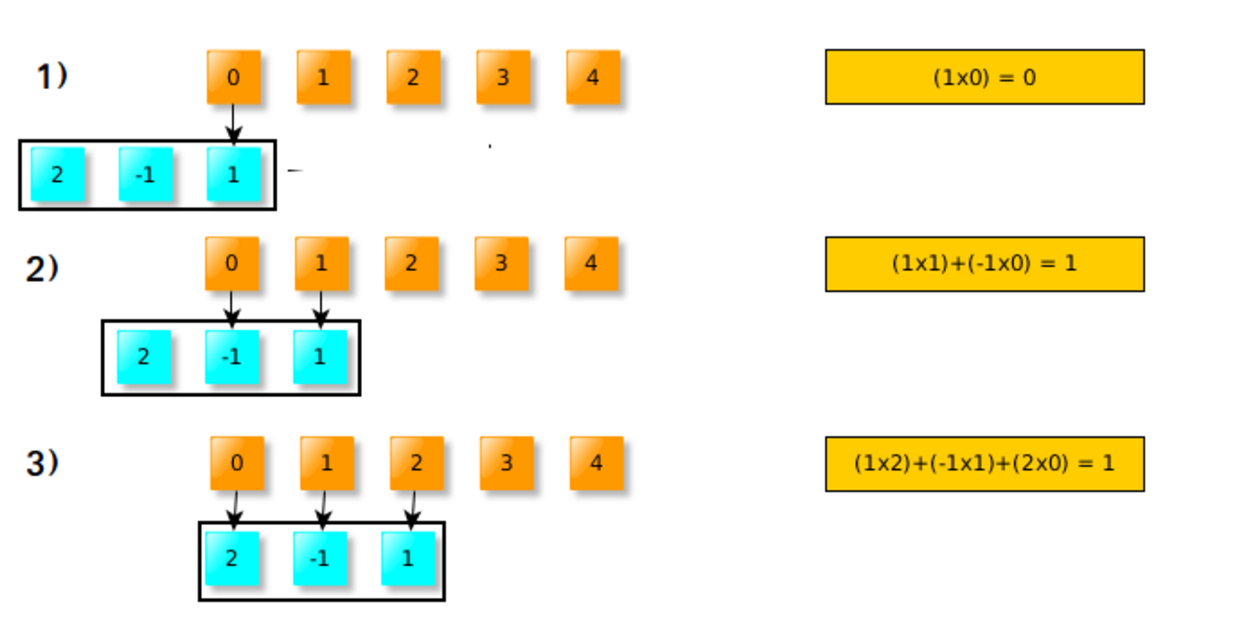 1) 0 1 2 3 4 (1x0) = 0
2 -1 1
2) 0 1 2 3 4 (1x1)+(-1x0) = 1
2 -1 1
3) 0 1 2 3 4 (1x2)+(-1x1)+(2x0) = 1
2 -1 1